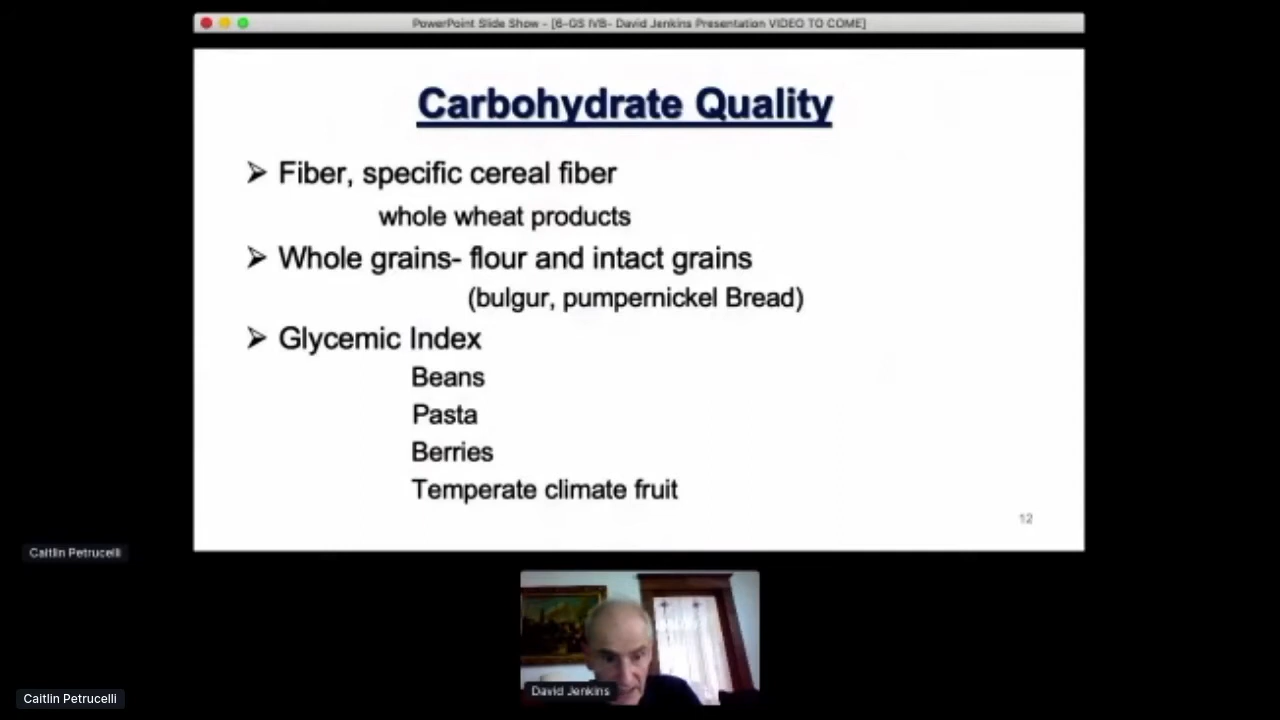 PowerPoint Slide Show - [6-GS IVB- David Jenkins Presentation VIDEO TO COME]
Carbohydrate Quality
➢ Fiber, specific cereal fiber
whole wheat products
➢ Whole grains- flour and intact grains
(bulgur, pumpernickel Bread)
➢ Glycemic Index
Beans
Pasta
Berries
Temperate climate fruit
12
Caitlin Petrucelli
David Jenkins
Caitlin Petrucelli